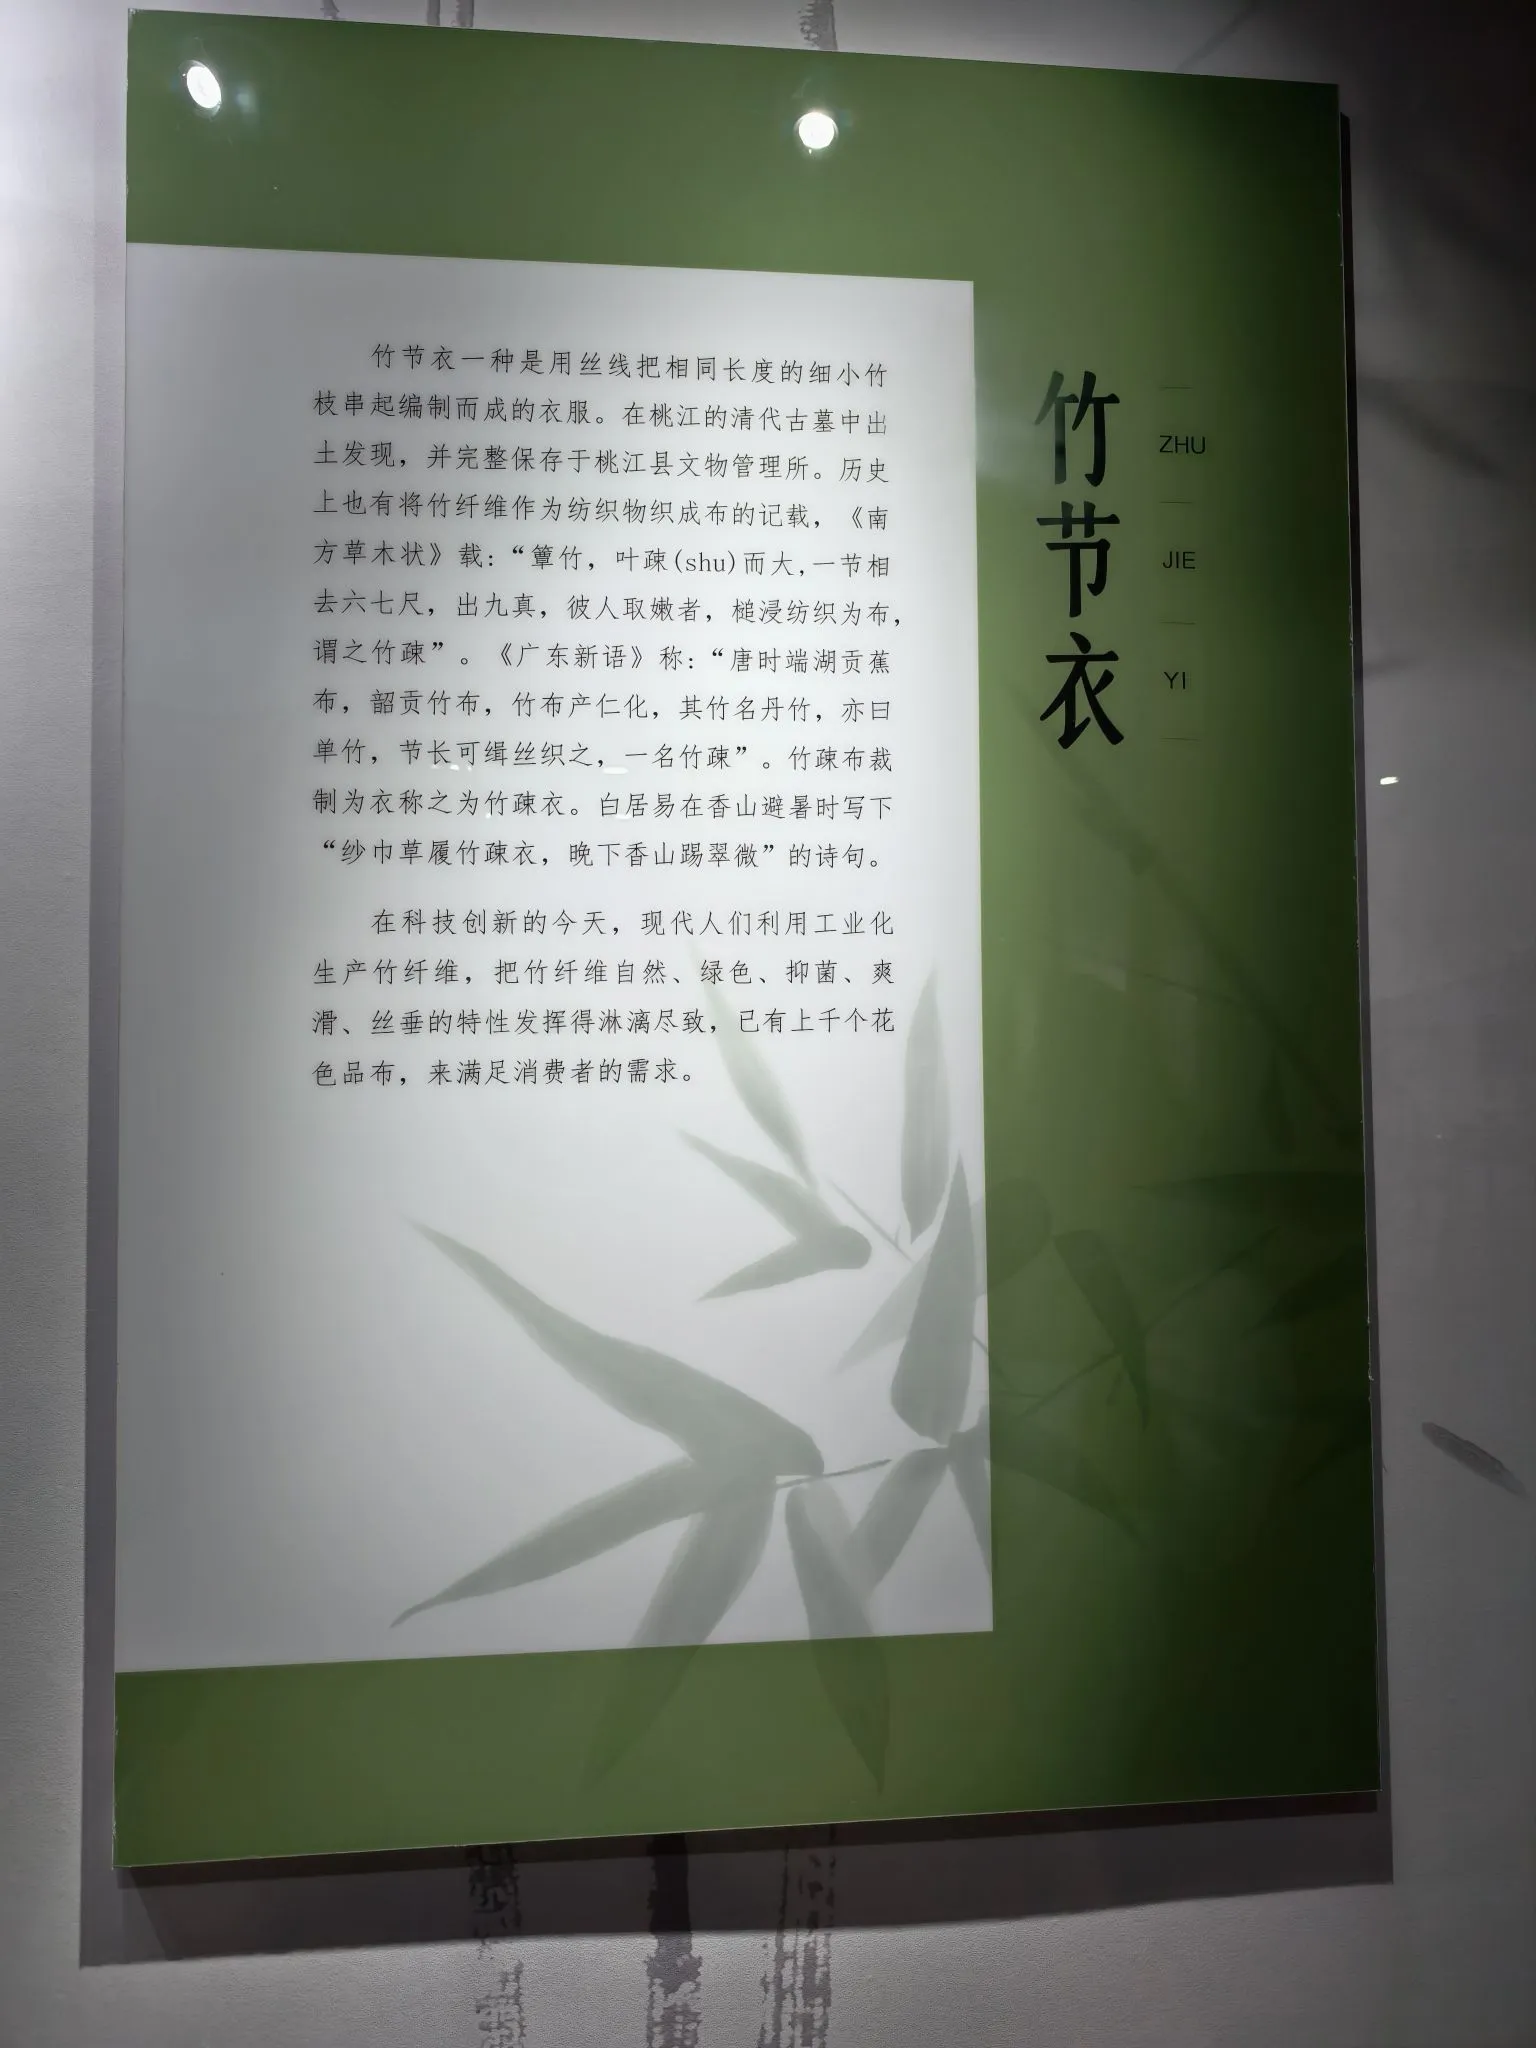 竹节衣
ZHU
JIE
YI
竹节衣一种是用丝线把相同长度的细小竹
枝串起编制而成的衣服。在桃江的清代古墓中出
土发现，并完整保存于桃江县文物管理所。历史
上也有将竹纤维作为纺织物织成布的记载，《南
方草木状》载：“簟竹，叶疎(shu)而大,一节相
去六七尺，出九真，彼人取嫩者，槌浸纺织为布，
谓之竹疎”。《广东新语》称：“唐时端湖贡蕉
布，韶贡竹布，竹布产仁化，其竹名丹竹，亦曰
单竹，节长可缉丝织之，一名竹疎”。竹疎布裁
制为衣称之为竹疎衣。白居易在香山避暑时写下
“纱巾草履竹疎衣，晚下香山踢翠微”的诗句。
在科技创新的今天，现代人们利用工业化
生产竹纤维，把竹纤维自然、绿色、抑菌、爽
滑、丝垂的特性发挥得淋漓尽致，已有上千个花
色品布，来满足消费者的需求。